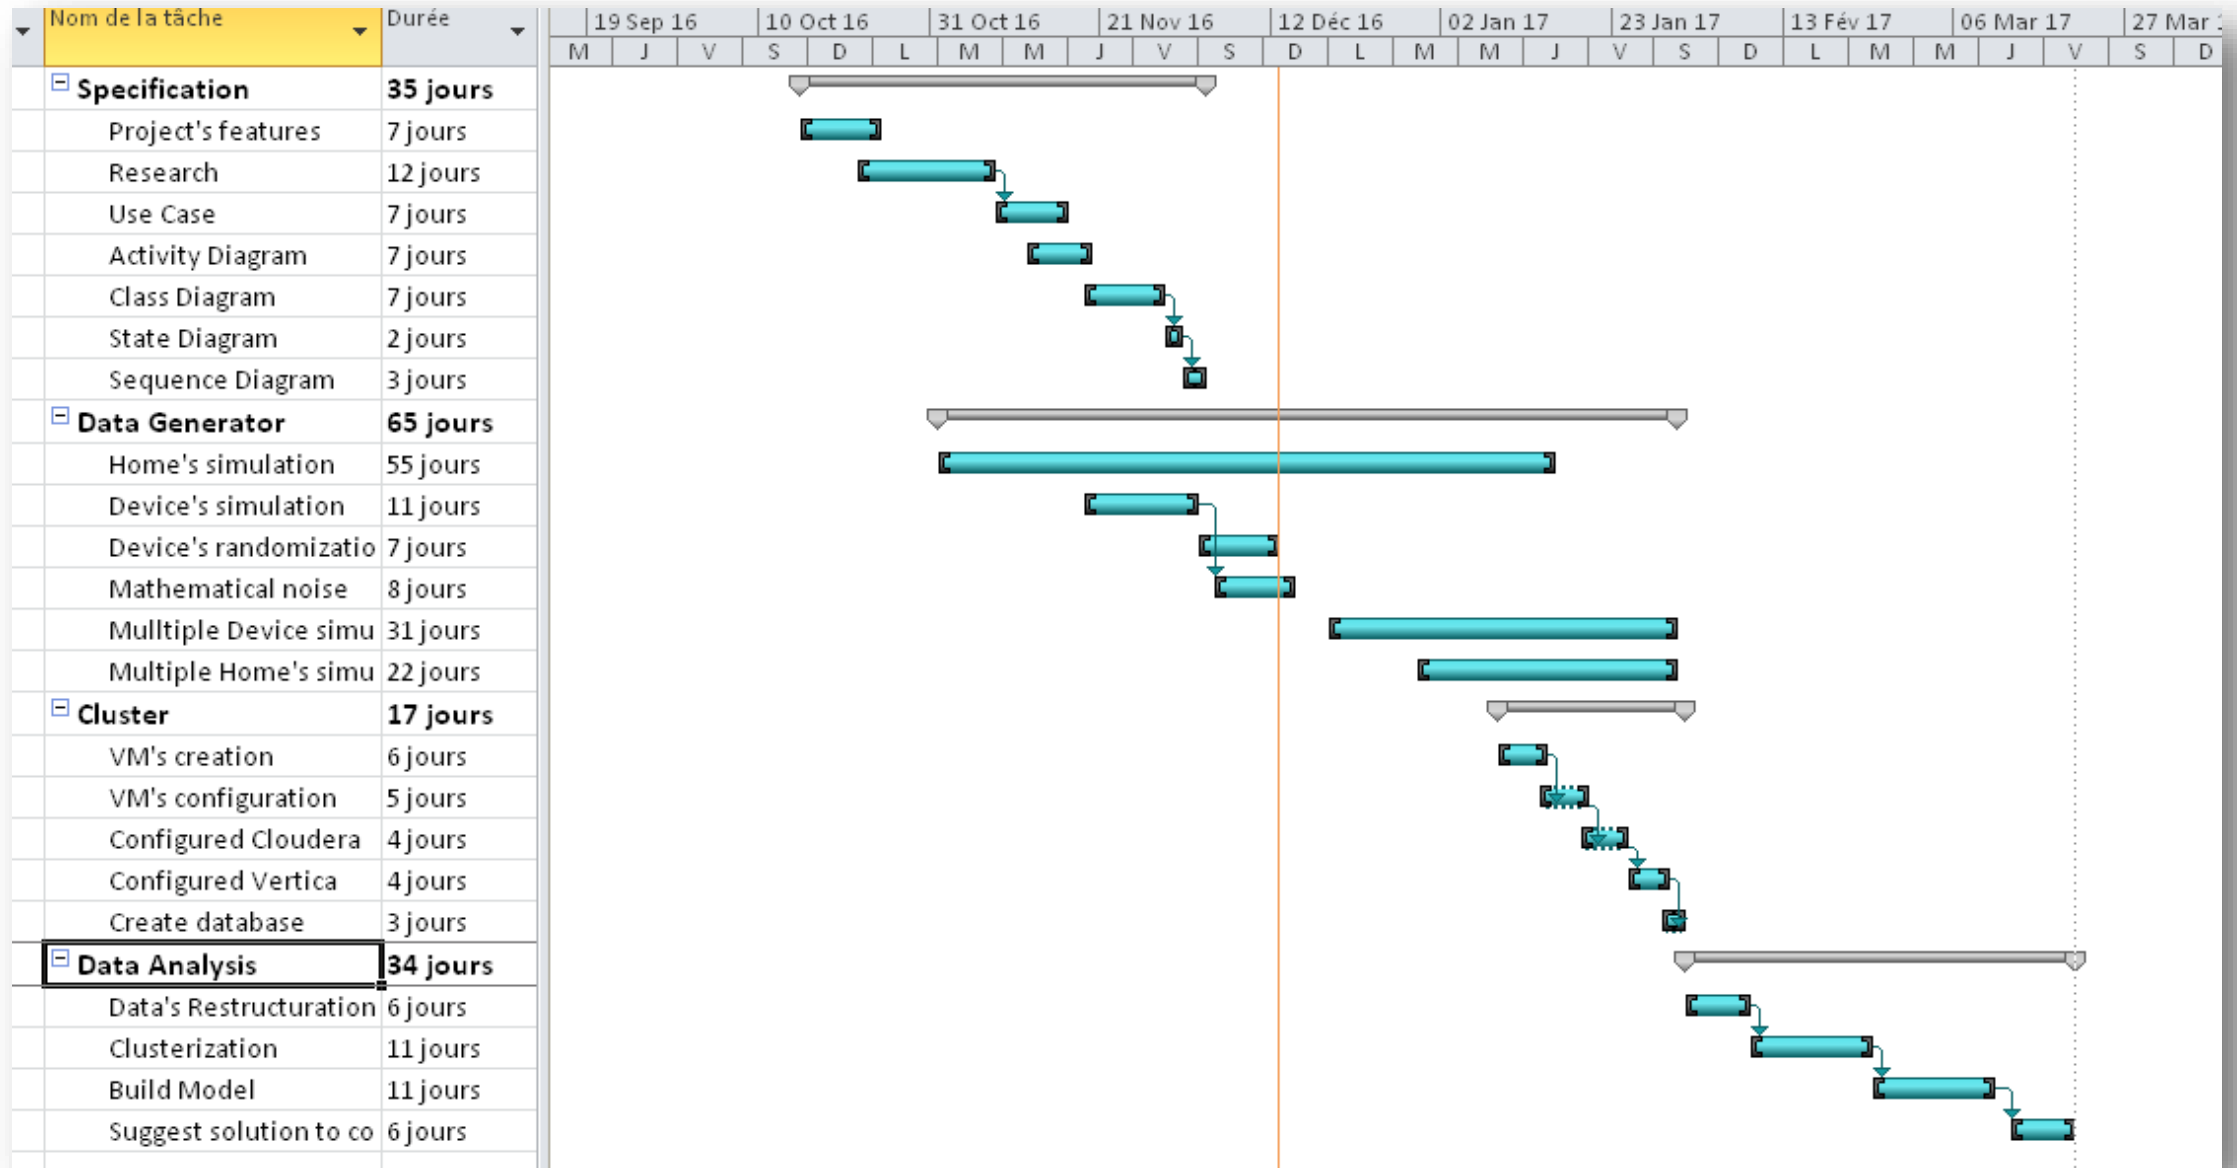 Nom de la tâche Durée 19 Sep 16 10 Oct 16 31 Oct 16 21 Nov 16 12 Déc 16 02 Jan 17 23 Jan 17 13 Fév 17 06 Mar 17 27 Mar
M J V S D L M M J V S D L M M J V S D L M M J V S D
Specification 35 jours
Project's features 7 jours
Research 12 jours
Use Case 7 jours
Activity Diagram 7 jours
Class Diagram 7 jours
State Diagram 2 jours
Sequence Diagram 3 jours
Data Generator 65 jours
Home's simulation 55 jours
Device's simulation 11 jours
Device's randomizatio 7 jours
Mathematical noise 8 jours
Mulltiple Device simu 31 jours
Multiple Home's simu 22 jours
Cluster 17 jours
VM's creation 6 jours
VM's configuration 5 jours
Configured Cloudera 4 jours
Configured Vertica 4 jours
Create database 3 jours
Data Analysis 34 jours
Data's Restructuration 6 jours
Clusterization 11 jours
Build Model 11 jours
Suggest solution to co 6 jours